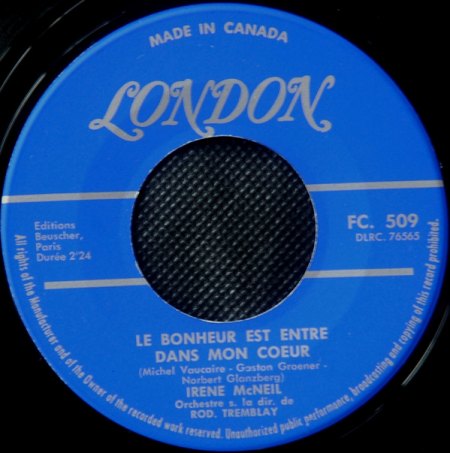 MADE IN CANADA
LONDON
Editions
Beuscher,
Paris
Durée 2'24
FC. 509
DLRC. 76565
LE BONHEUR EST ENTRE
DANS MON COEUR
(Michel Vaucaire - Gaston Graener -
Norbert Glanzberg)
IRENE McNEIL
Orchestre s. la dir. de
ROD. TREMBLAY
All rights of the Manufactures and of the Owner of the recorded work reserved. Unauthorized public performance, broadcasting and copying of this record prohibited.